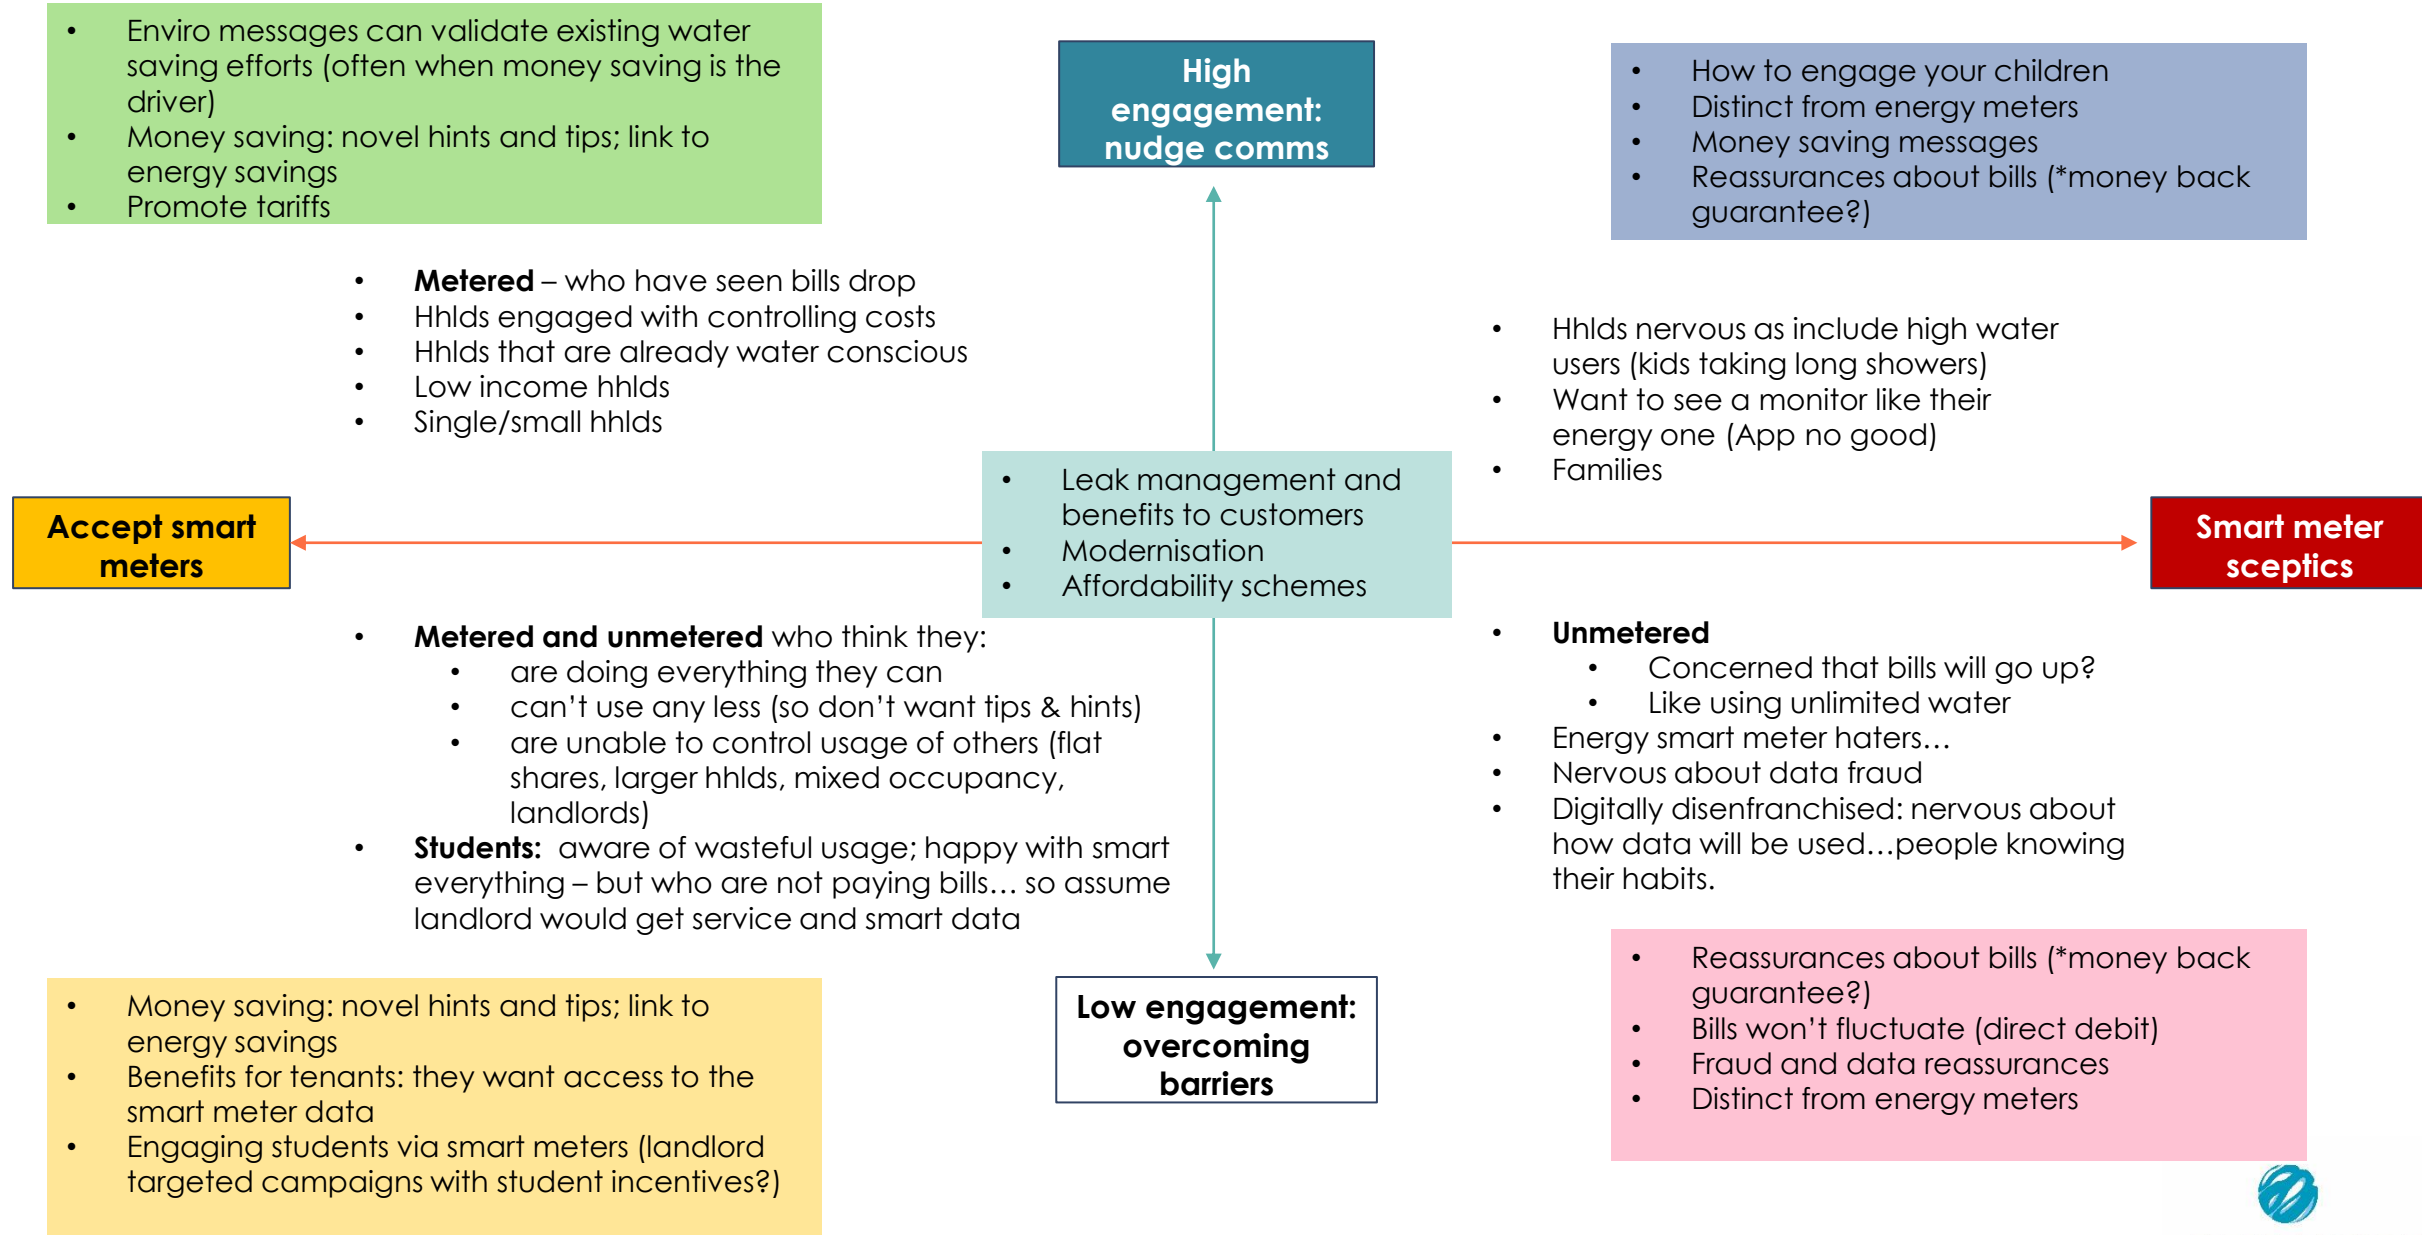 • Enviro messages can validate existing water
saving efforts (often when money saving is the
driver)
• Money saving: novel hints and tips; link to
energy savings
• Promote tariffs
High
engagement:
nudge comms
• How to engage your children
• Distinct from energy meters
• Money saving messages
• Reassurances about bills (*money back
guarantee?)
• Metered – who have seen bills drop
• Hhlds engaged with controlling costs
• Hhlds that are already water conscious
• Low income hhlds
• Single/small hhlds
• Hhlds nervous as include high water
users (kids taking long showers)
• Want to see a monitor like their
energy one (App no good)
• Families
Accept smart
meters
• Leak management and
benefits to customers
• Modernisation
• Affordability schemes
Smart meter
sceptics
• Metered and unmetered who think they:
• are doing everything they can
• can’t use any less (so don’t want tips & hints)
• are unable to control usage of others (flat
shares, larger hhlds, mixed occupancy,
landlords)
• Students: aware of wasteful usage; happy with smart
everything – but who are not paying bills… so assume
landlord would get service and smart data
• Unmetered
• Concerned that bills will go up?
• Like using unlimited water
• Energy smart meter haters…
• Nervous about data fraud
• Digitally disenfranchised: nervous about
how data will be used…people knowing
their habits.
• Money saving: novel hints and tips; link to
energy savings
• Benefits for tenants: they want access to the
smart meter data
• Engaging students via smart meters (landlord
targeted campaigns with student incentives?)
Low engagement:
overcoming
barriers
• Reassurances about bills (*money back
guarantee?)
• Bills won’t fluctuate (direct debit)
• Fraud and data reassurances
• Distinct from energy meters